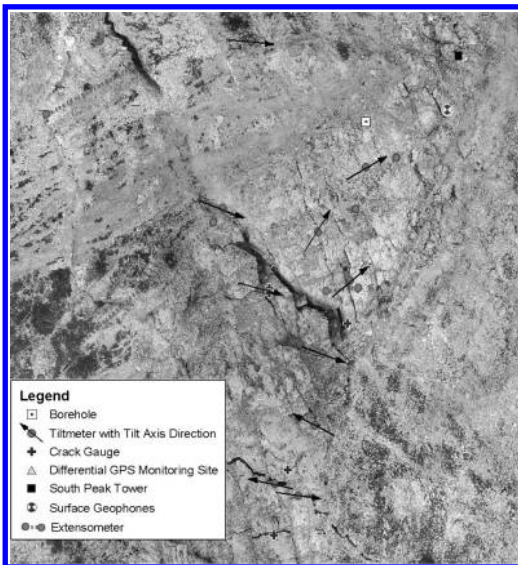 Legend
Borehole
Tiltmeter with Tilt Axis Direction
Crack Gauge
Differential GPS Monitoring Site
South Peak Tower
Surface Geophones
Extensometer